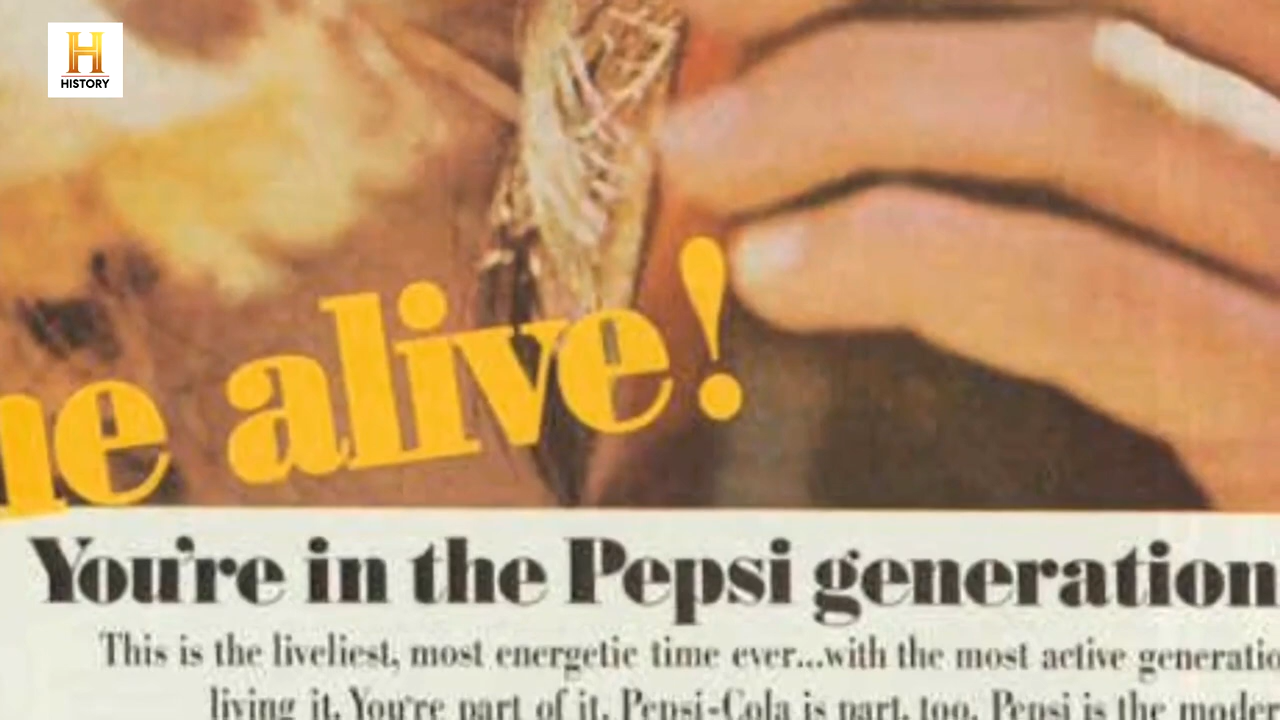 H
HISTORY
e alive!
You're in the Pepsi generation
This is the liveliest, most energetic time ever...with the most active generatio
living it. You're part of it. Pepsi-Cola is part, too. Pepsi is the moder